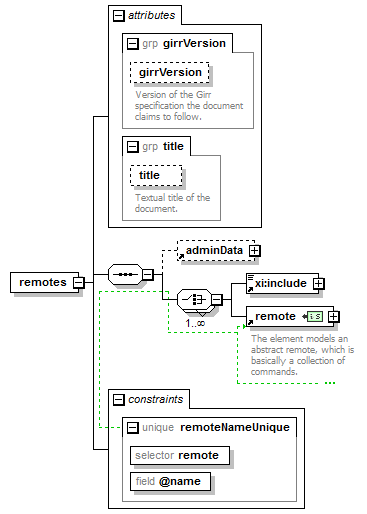 attributes
grp girrVersion
girrVersion
Version of the Girr
specification the document
claims to follow.
grp title
title
Textual title of the
document.
adminData
remotes
xi:include
1..∞
remote i.s
The element models an
abstract remote, which is
basically a collection of
commands.
constraints
unique remoteNameUnique
selector remote
field @name